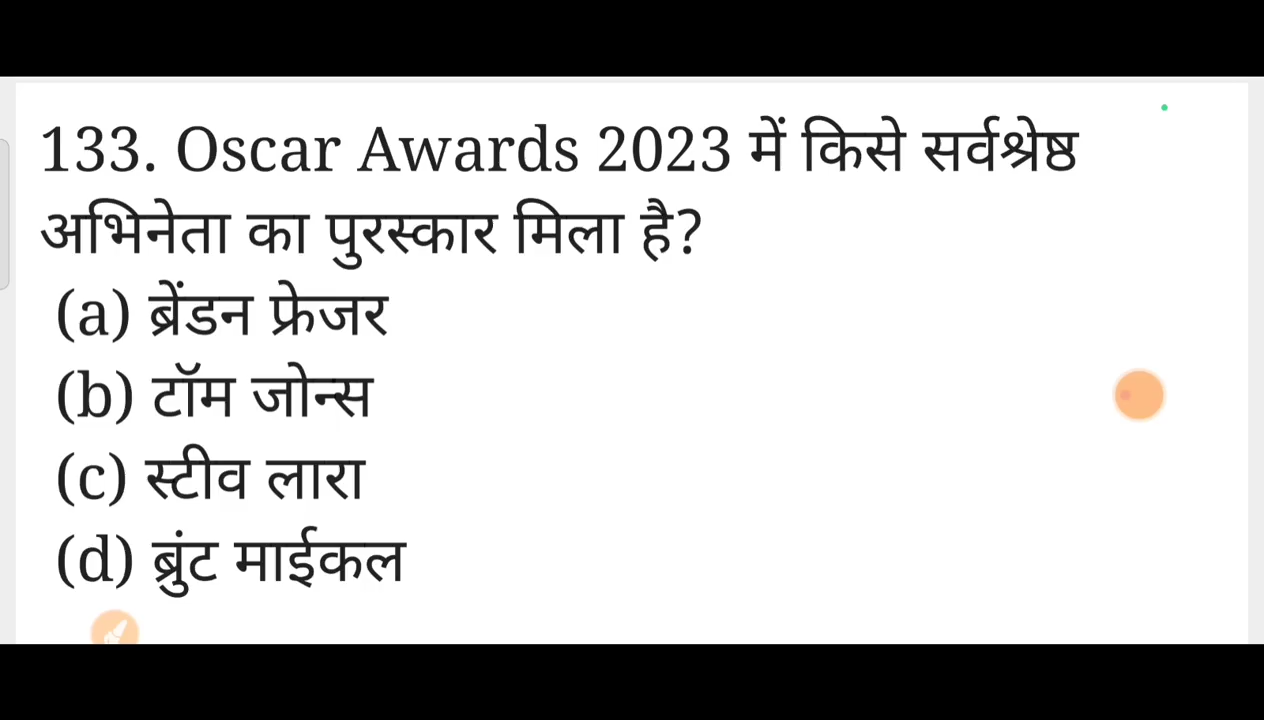 133. Oscar Awards 2023 में किसे सर्वश्रेष्ठ
अभिनेता का पुरस्कार मिला है?
(a) ब्रेंडन फ्रेजर
(b) टॉम जोन्स
(c) स्टीव लारा
(d) ब्रुंट माईकल